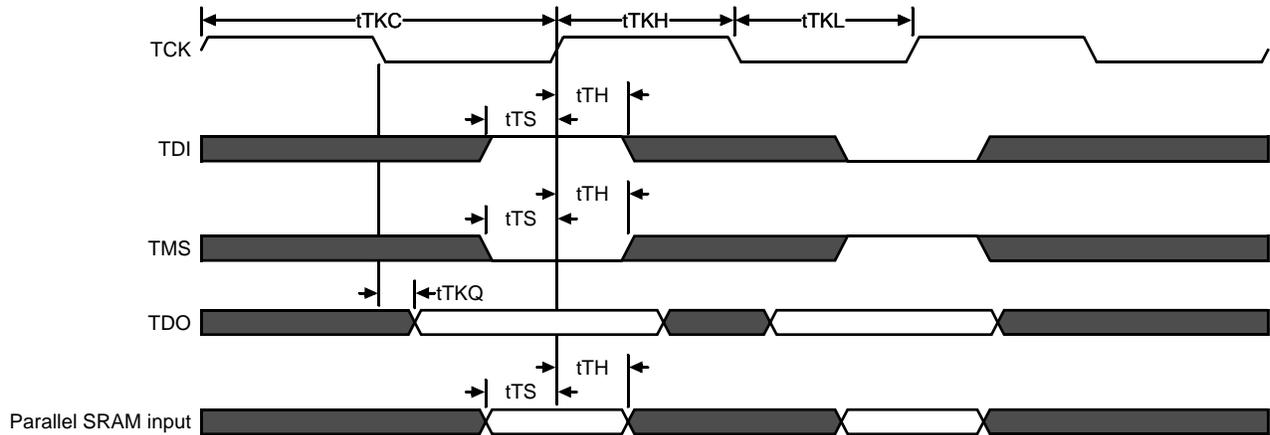 tTKC tTKH tTKL
TCK
tTH
tTS
TDI
tTH
tTS
TMS
tTKQ
TDO
tTH
tTS
Parallel SRAM input